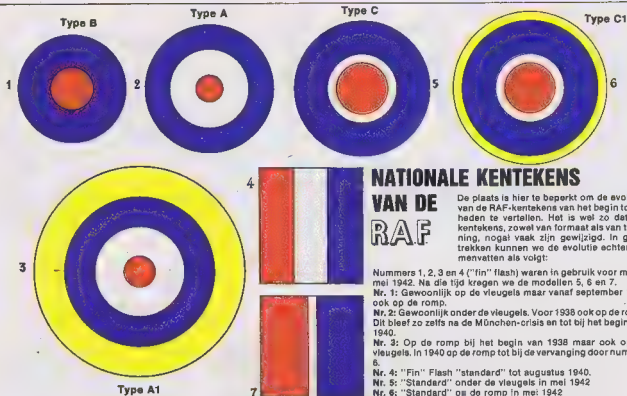 Type B
Type A
Type C
Type C1
1
2
5
6
3
4
7
Type A1
NATIONALE KENTEKENS
VAN DE
R.A.F
De plaats is hier te beperkt om de evo
van de RAF-kentekens van het begin to
heden te vertellen. Het is wel zo dat
kentekens, zowel van formaat als van t
ning, nogal vaak zijn gewijzigd. In g
trekken kunnen we de evolutie echter
menvatten als volgt:
Nummers 1, 2, 3 en 4 ("fin" flash) waren in gebruik voor m
mei 1942. Na die tijd kregen we de modellen 5, 6 en 7.
Nr. 1: Gewoonlijk op de vleugels maar vanaf september
ook op de romp.
Nr. 2: Gewoonlijk onder de vleugels. Voor 1938 ook op de ro
Dit bleef zo zelfs na de München-crisis en tot bij het begin
1940.
Nr. 3: Op de romp bij het begin van 1938 maar ook o
vleugels. In 1940 op de romp tot bij de vervanging door num
6.
Nr. 4: "Fin" Flash "standard" tot augustus 1940.
Nr. 5: "Standard" onder de vleugels in mei 1942
Nr. 6: "Standard" op de romp in mei 1942